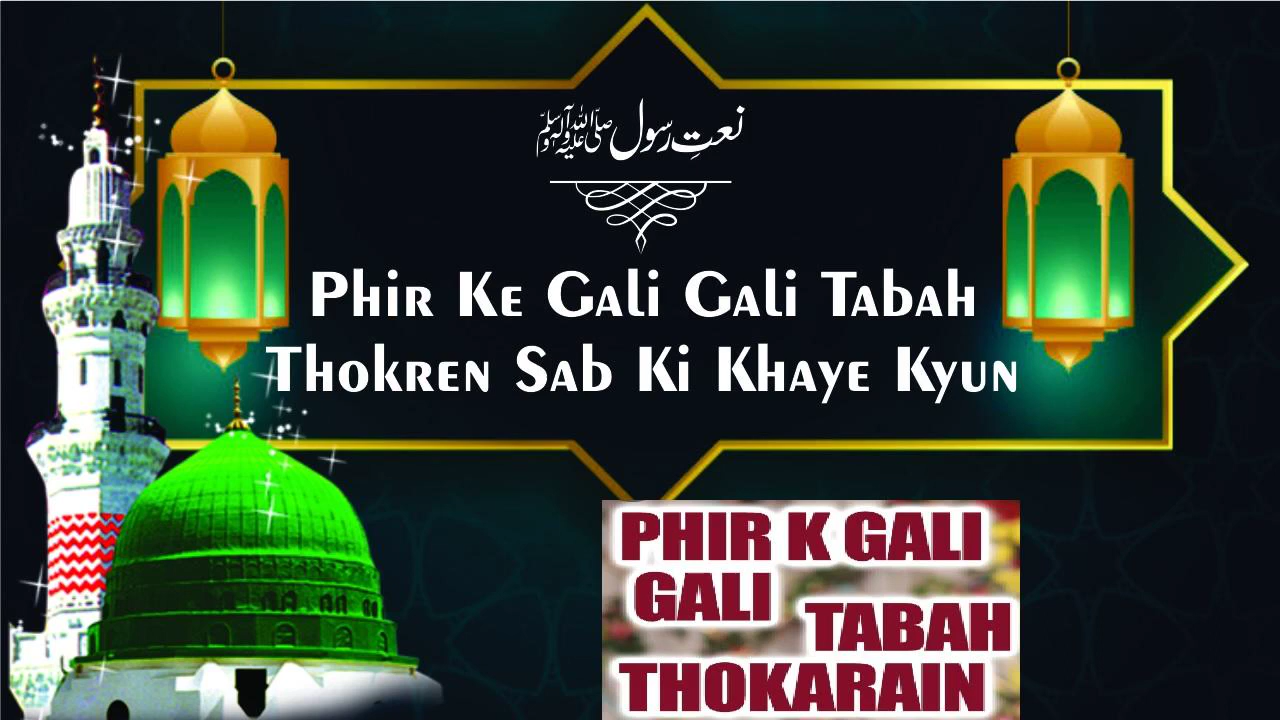 نعتِ رسول صلی اللہ علیہ وآلہ وسلم
Phir Ke Gali Gali Tabah
Thokren Sab Ki Khaye Kyun
PHIR K GALI
GALI
TABAH
THOKARAIN